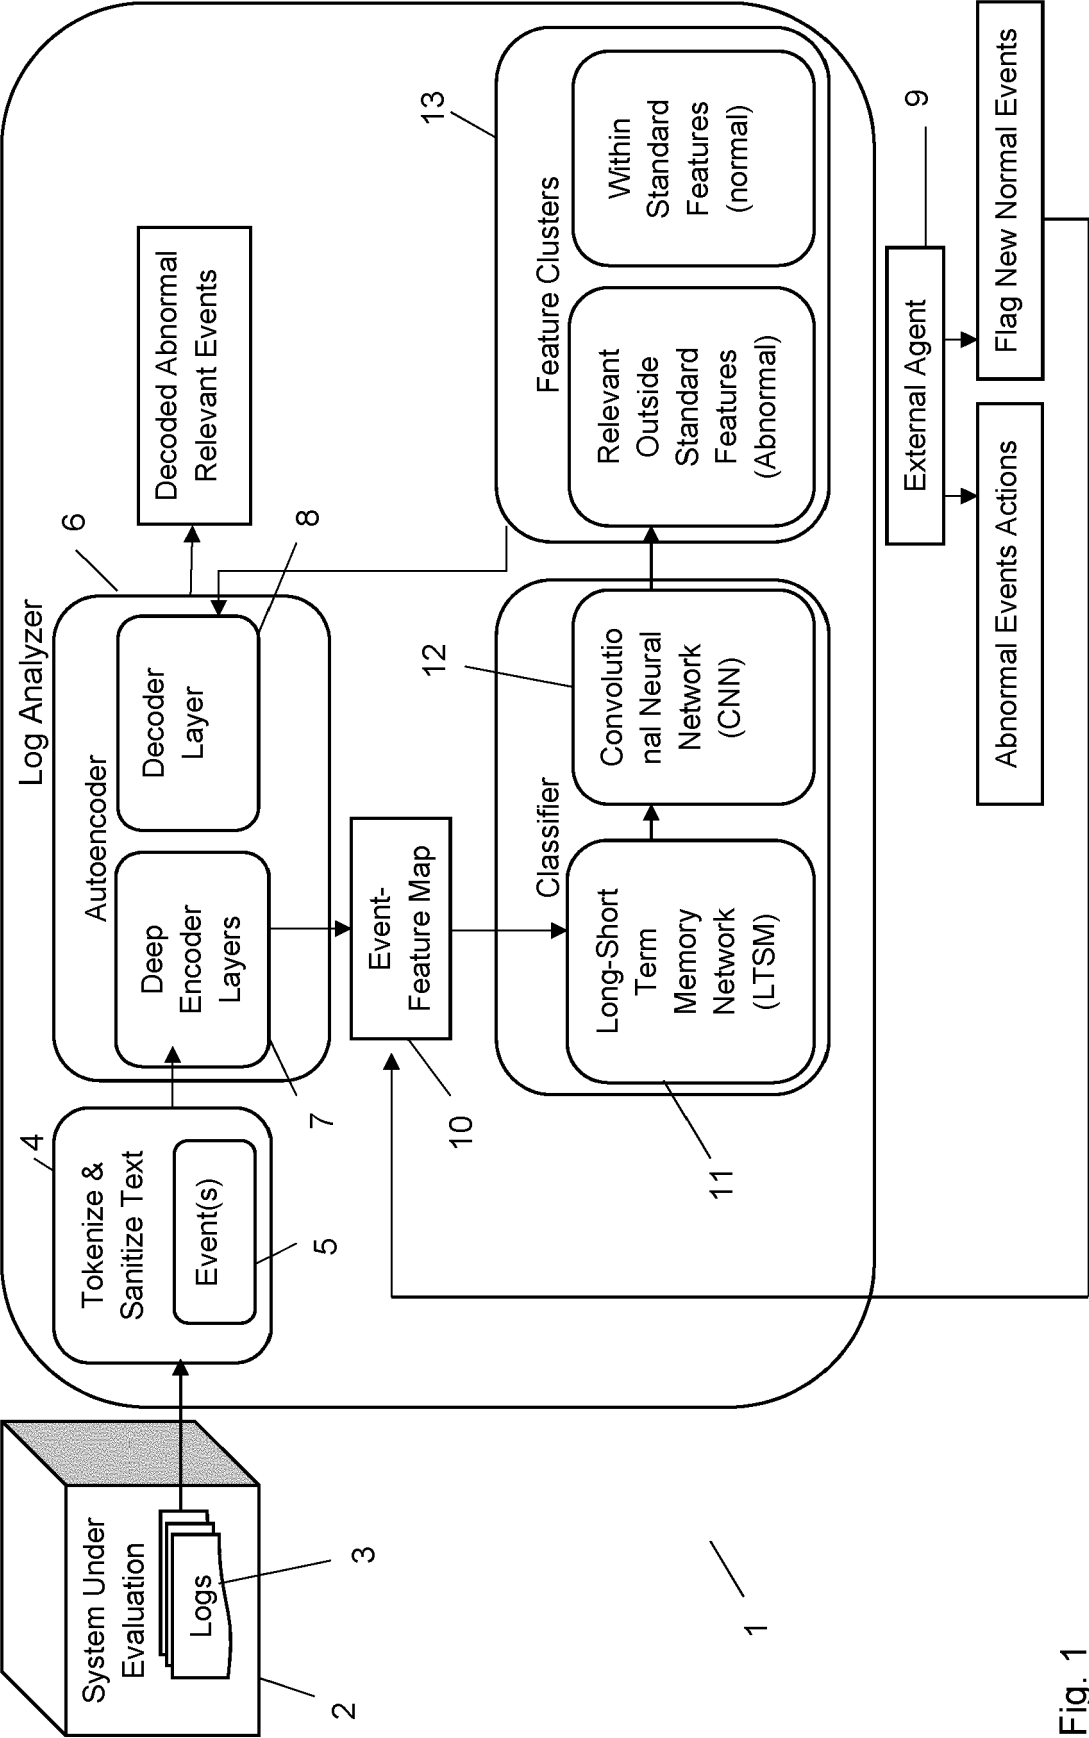 System Under
Evaluation
Logs
2
3
Log Analyzer
4
Tokenize &
Sanitize Text
Event(s)
5
6
Autoencoder
Deep
Encoder
Layers
7
Decoder
Layer
8
Decoded Abnormal
Relevant Events
Event-
Feature Map
10
Classifier
Long-Short
Term
Memory
Network
(LTSM)
11
12
Convolutio
nal Neural
Network
(CNN)
13
Feature Clusters
Relevant
Outside
Standard
Features
(Abnormal)
Within
Standard
Features
(normal)
External Agent
9
Abnormal Events Actions
Flag New Normal Events
1
Fig. 1